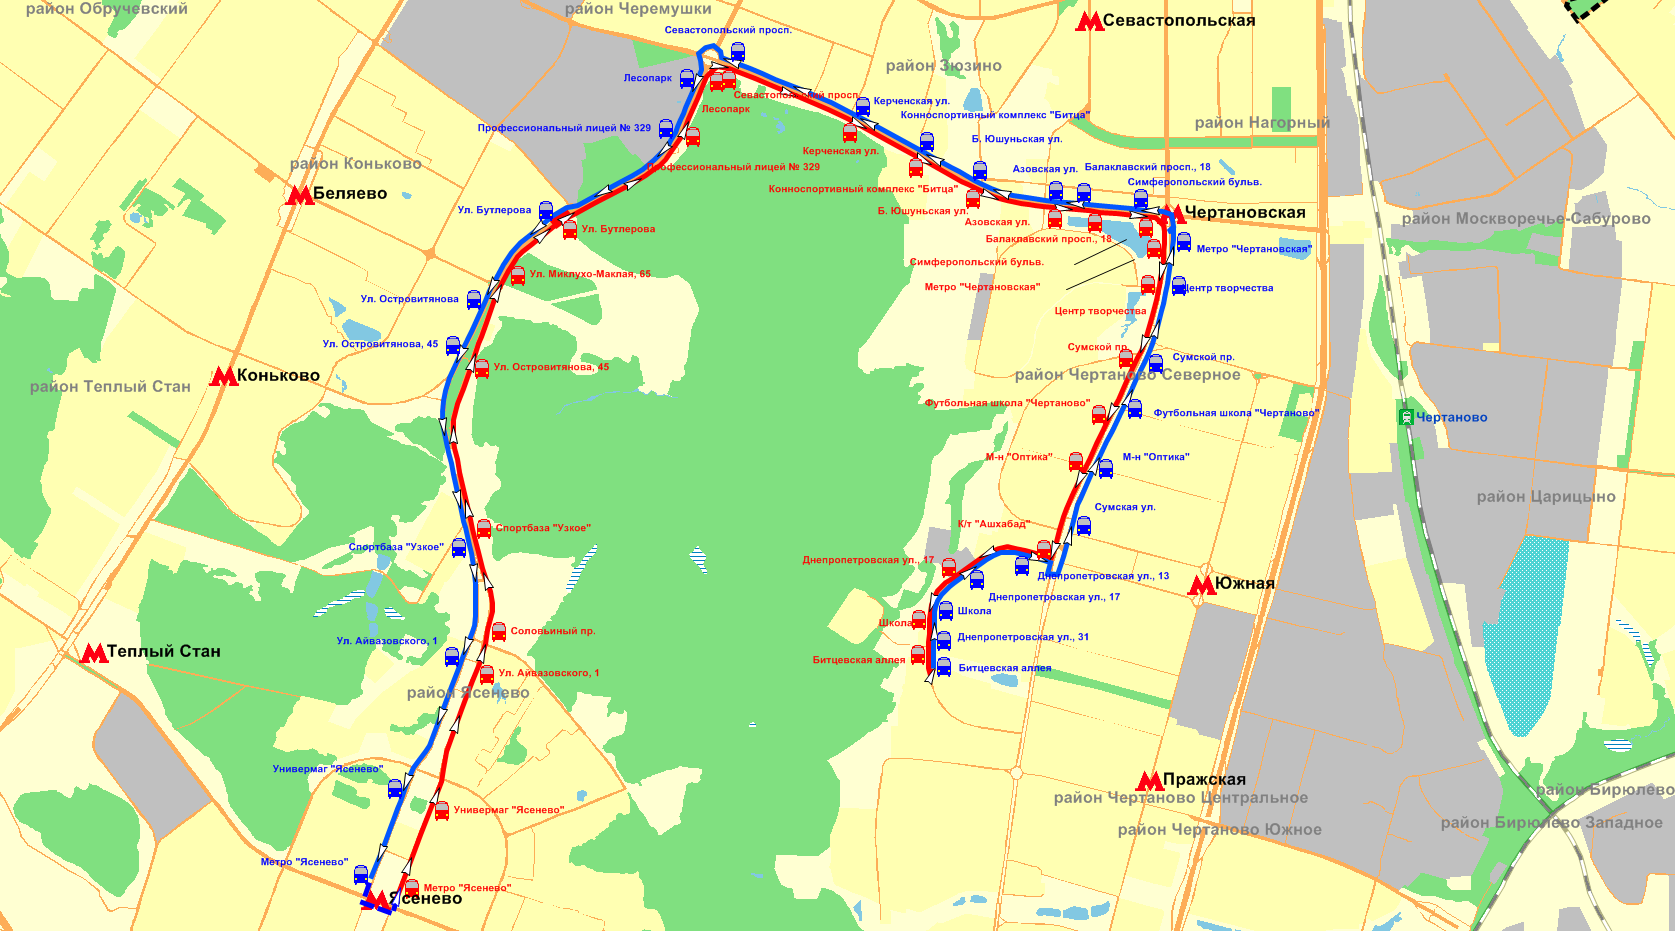 район Обручевский
район Черемушки
Севастопольская
Севастопольский просп.
район Зюзино
Лесопарк
Севастопольский просп.
Керченская ул.
Лесопарк
Конноспортивный комплекс "Битца"
район Нагорный
Профессиональный лицей № 329
Б. Юшуньская ул.
Керченская ул.
район Коньково
Профессиональный лицей № 329
Азовская ул.
Балаклавский просп., 18
Симферопольский бульв.
Беляево
Конноспортивный комплекс "Битца"
Ул. Бутлерова
Б. Юшуньская ул.
Чертановская
район Москворечье-Сабурово
Азовская ул.
Ул. Бутлерова
Балаклавский просп., 18
Метро "Чертановская"
Симферопольский бульв.
Ул. Миклухо-Маклая, 65
Метро "Чертановская"
Центр творчества
Ул. Островитянова
Центр творчества
Ул. Островитянова, 45
Сумской пр.
Сумской пр.
Ул. Островитянова, 45
Коньково
район Чертаново Северное
район Теплый Стан
Футбольная школа "Чертаново"
Футбольная школа "Чертаново"
Чертаново
М-н "Оптика"
М-н "Оптика"
район Царицыно
Сумская ул.
К/т "Ашхабад"
Спортбаза "Узкое"
Спортбаза "Узкое"
Днепропетровская ул., 17
Днепропетровская ул., 13
Южная
Днепропетровская ул., 17
Школа
Школа
Соловьиный пр.
Ул. Айвазовского, 1
Днепропетровская ул., 31
Теплый Стан
Битцевская аллея
Битцевская аллея
Ул. Айвазовского, 1
район Ясенево
Универмаг "Ясенево"
Пражская
район Бирюлево
район Чертаново Центральное
Универмаг "Ясенево"
район Бирюлево Западное
район Чертаново Южное
Метро "Ясенево"
Метро "Ясенево"
Ясенево